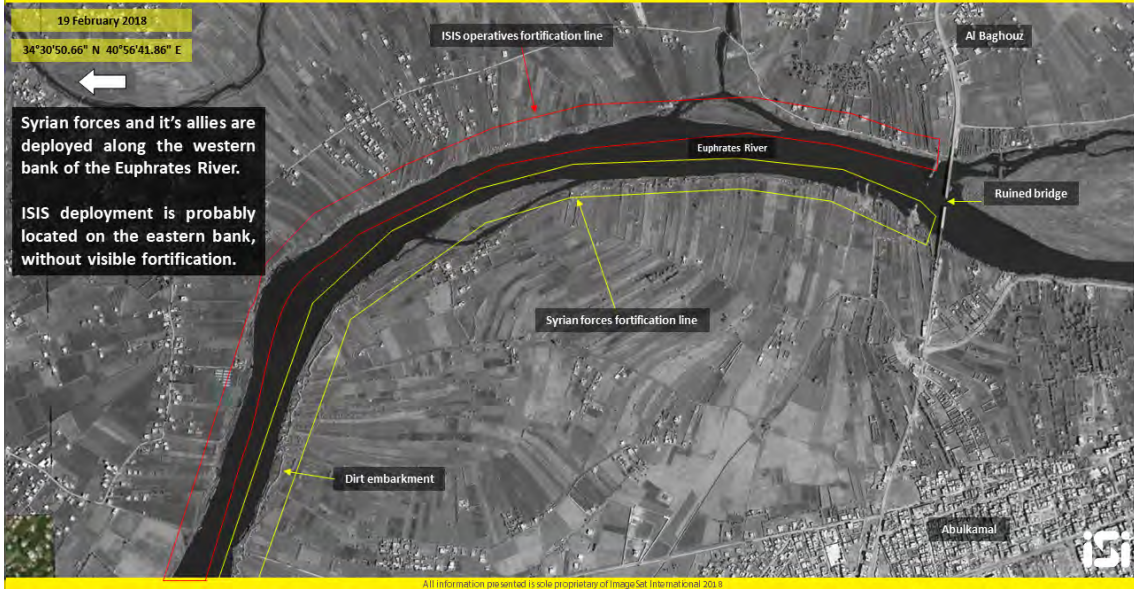 19 February 2018
34°30'50.66" N 40°56'41.86" E
Syrian forces and it's allies are
deployed along the western
bank of the Euphrates River.
ISIS deployment is probably
located on the eastern bank,
without visible fortification.
ISIS operatives fortification line
Al Baghouz
Euphrates River
Ruined bridge
Syrian forces fortification line
Dirt embarkment
Abulkamal
iSi
All information presented is sole proprietary of ImageSat International 2018